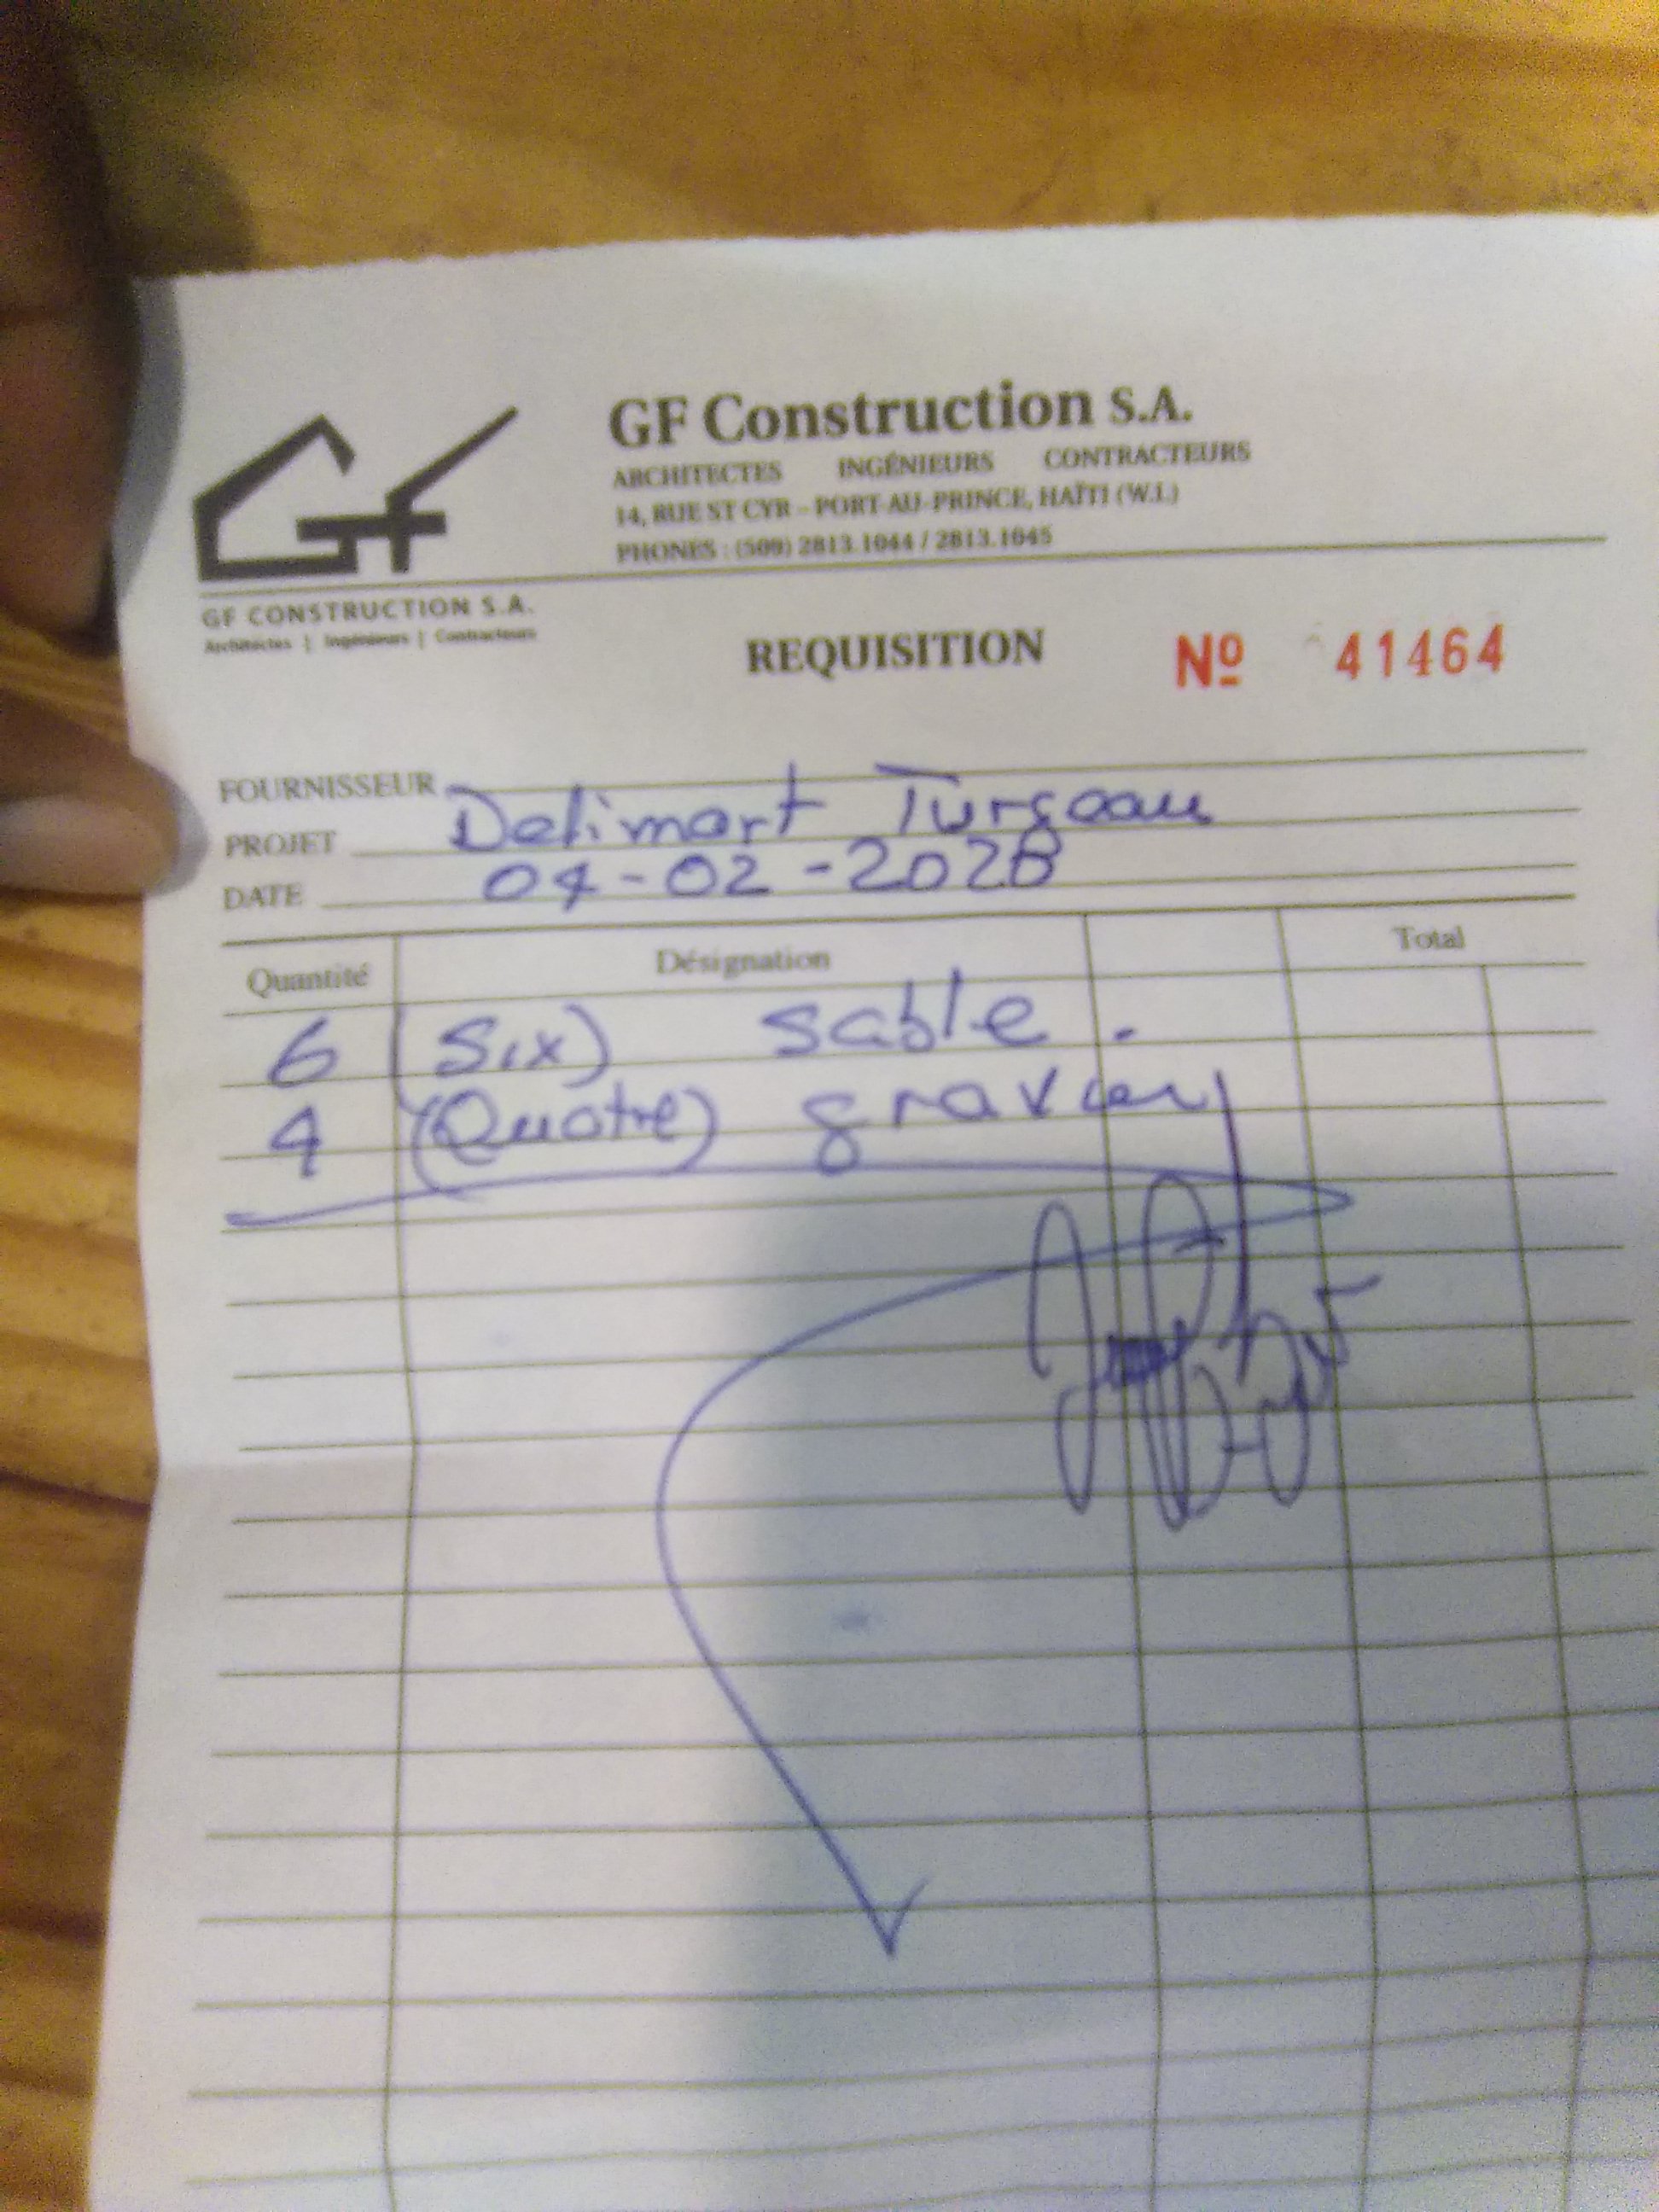 GF Construction S.A.
ARCHITECTES INGÉNIEURS CONTRACTEURS
14, RUE ST CYR - PORT-AU-PRINCE, HAÏTI (W.I.)
PHONES : (509) 2813.1044 / 2813.1045
GF CONSTRUCTION S.A.
Architectes | Ingénieurs | Contracteurs
REQUISITION Nº 41464
FOURNISSEUR
PROJET Delimart Turgeau
DATE 04-02-2028
Quantité Désignation Total
6 (Six) sable.
4 (Quatre) gravier